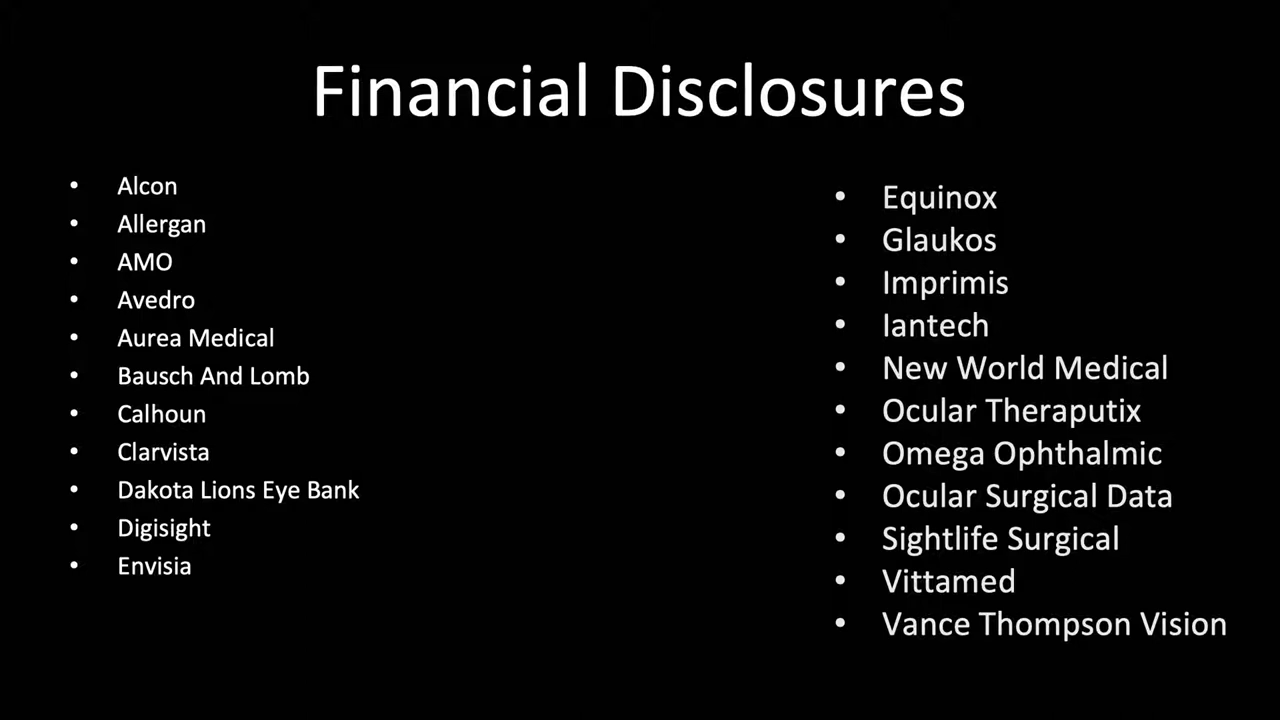 Financial Disclosures
• Alcon
• Allergan
• AMO
• Avedro
• Aurea Medical
• Bausch And Lomb
• Calhoun
• Clarvista
• Dakota Lions Eye Bank
• Digisight
• Envisia
• Equinox
• Glaukos
• Imprimis
• Iantech
• New World Medical
• Ocular Theraputix
• Omega Ophthalmic
• Ocular Surgical Data
• Sightlife Surgical
• Vittamed
• Vance Thompson Vision